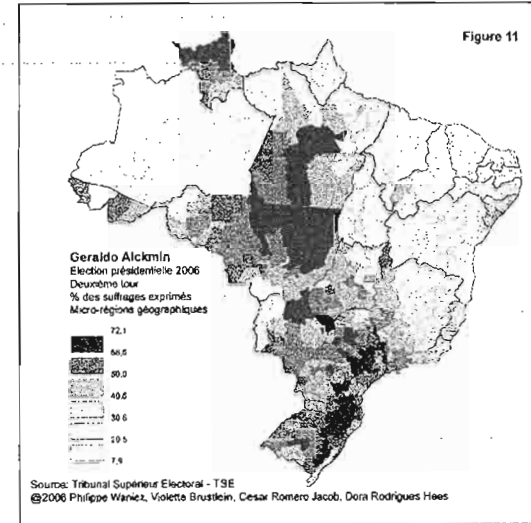 Figure 11
Geraldo Alckmin
Election présidentielle 2006
Deuxième tour
% des suffrages exprimés
Micro-régions géographiques
72,1
50,0
40,6
30,6
20,5
7,9
Source: Tribunal Supérieur Electoral - TSE
@2006 Philippe Waniez, Violette Brustlein, Cesar Romero Jacob, Dora Rodrigues Hees